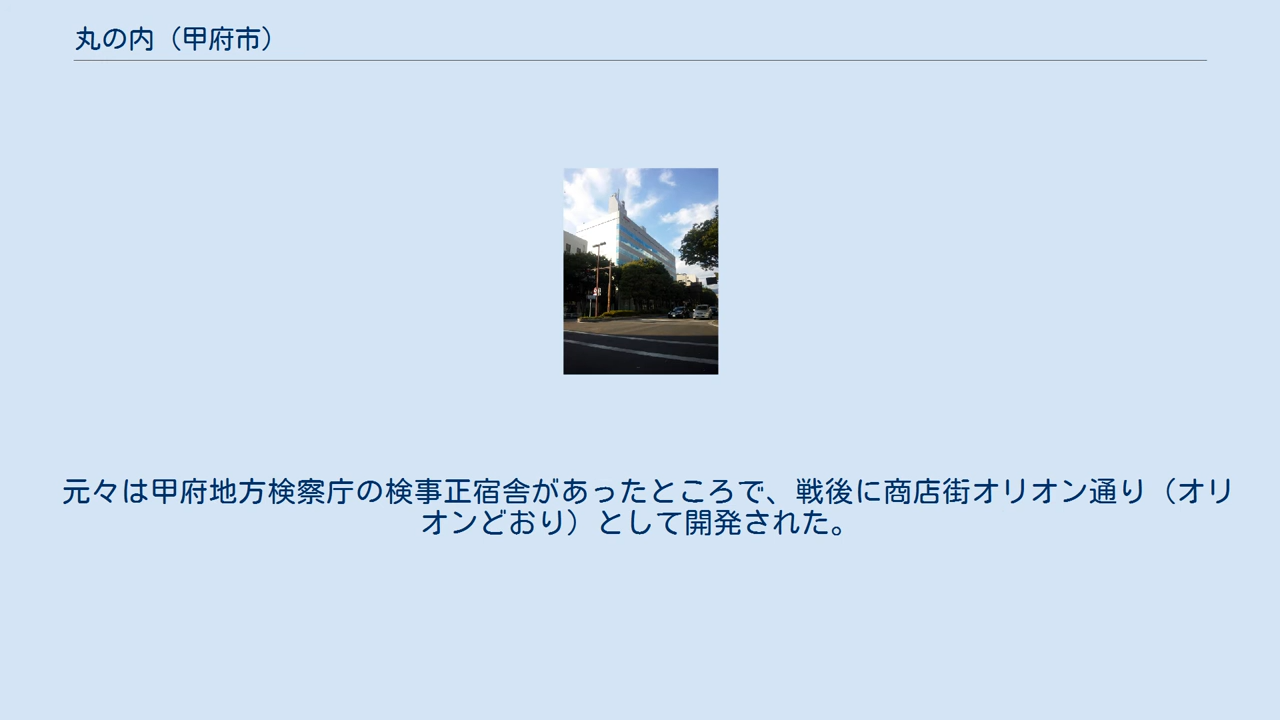 丸の内（甲府市）
元々は甲府地方検察庁の検事正宿舎があったところで、戦後に商店街オリオン通り（オリ
オンどおり）として開発された。